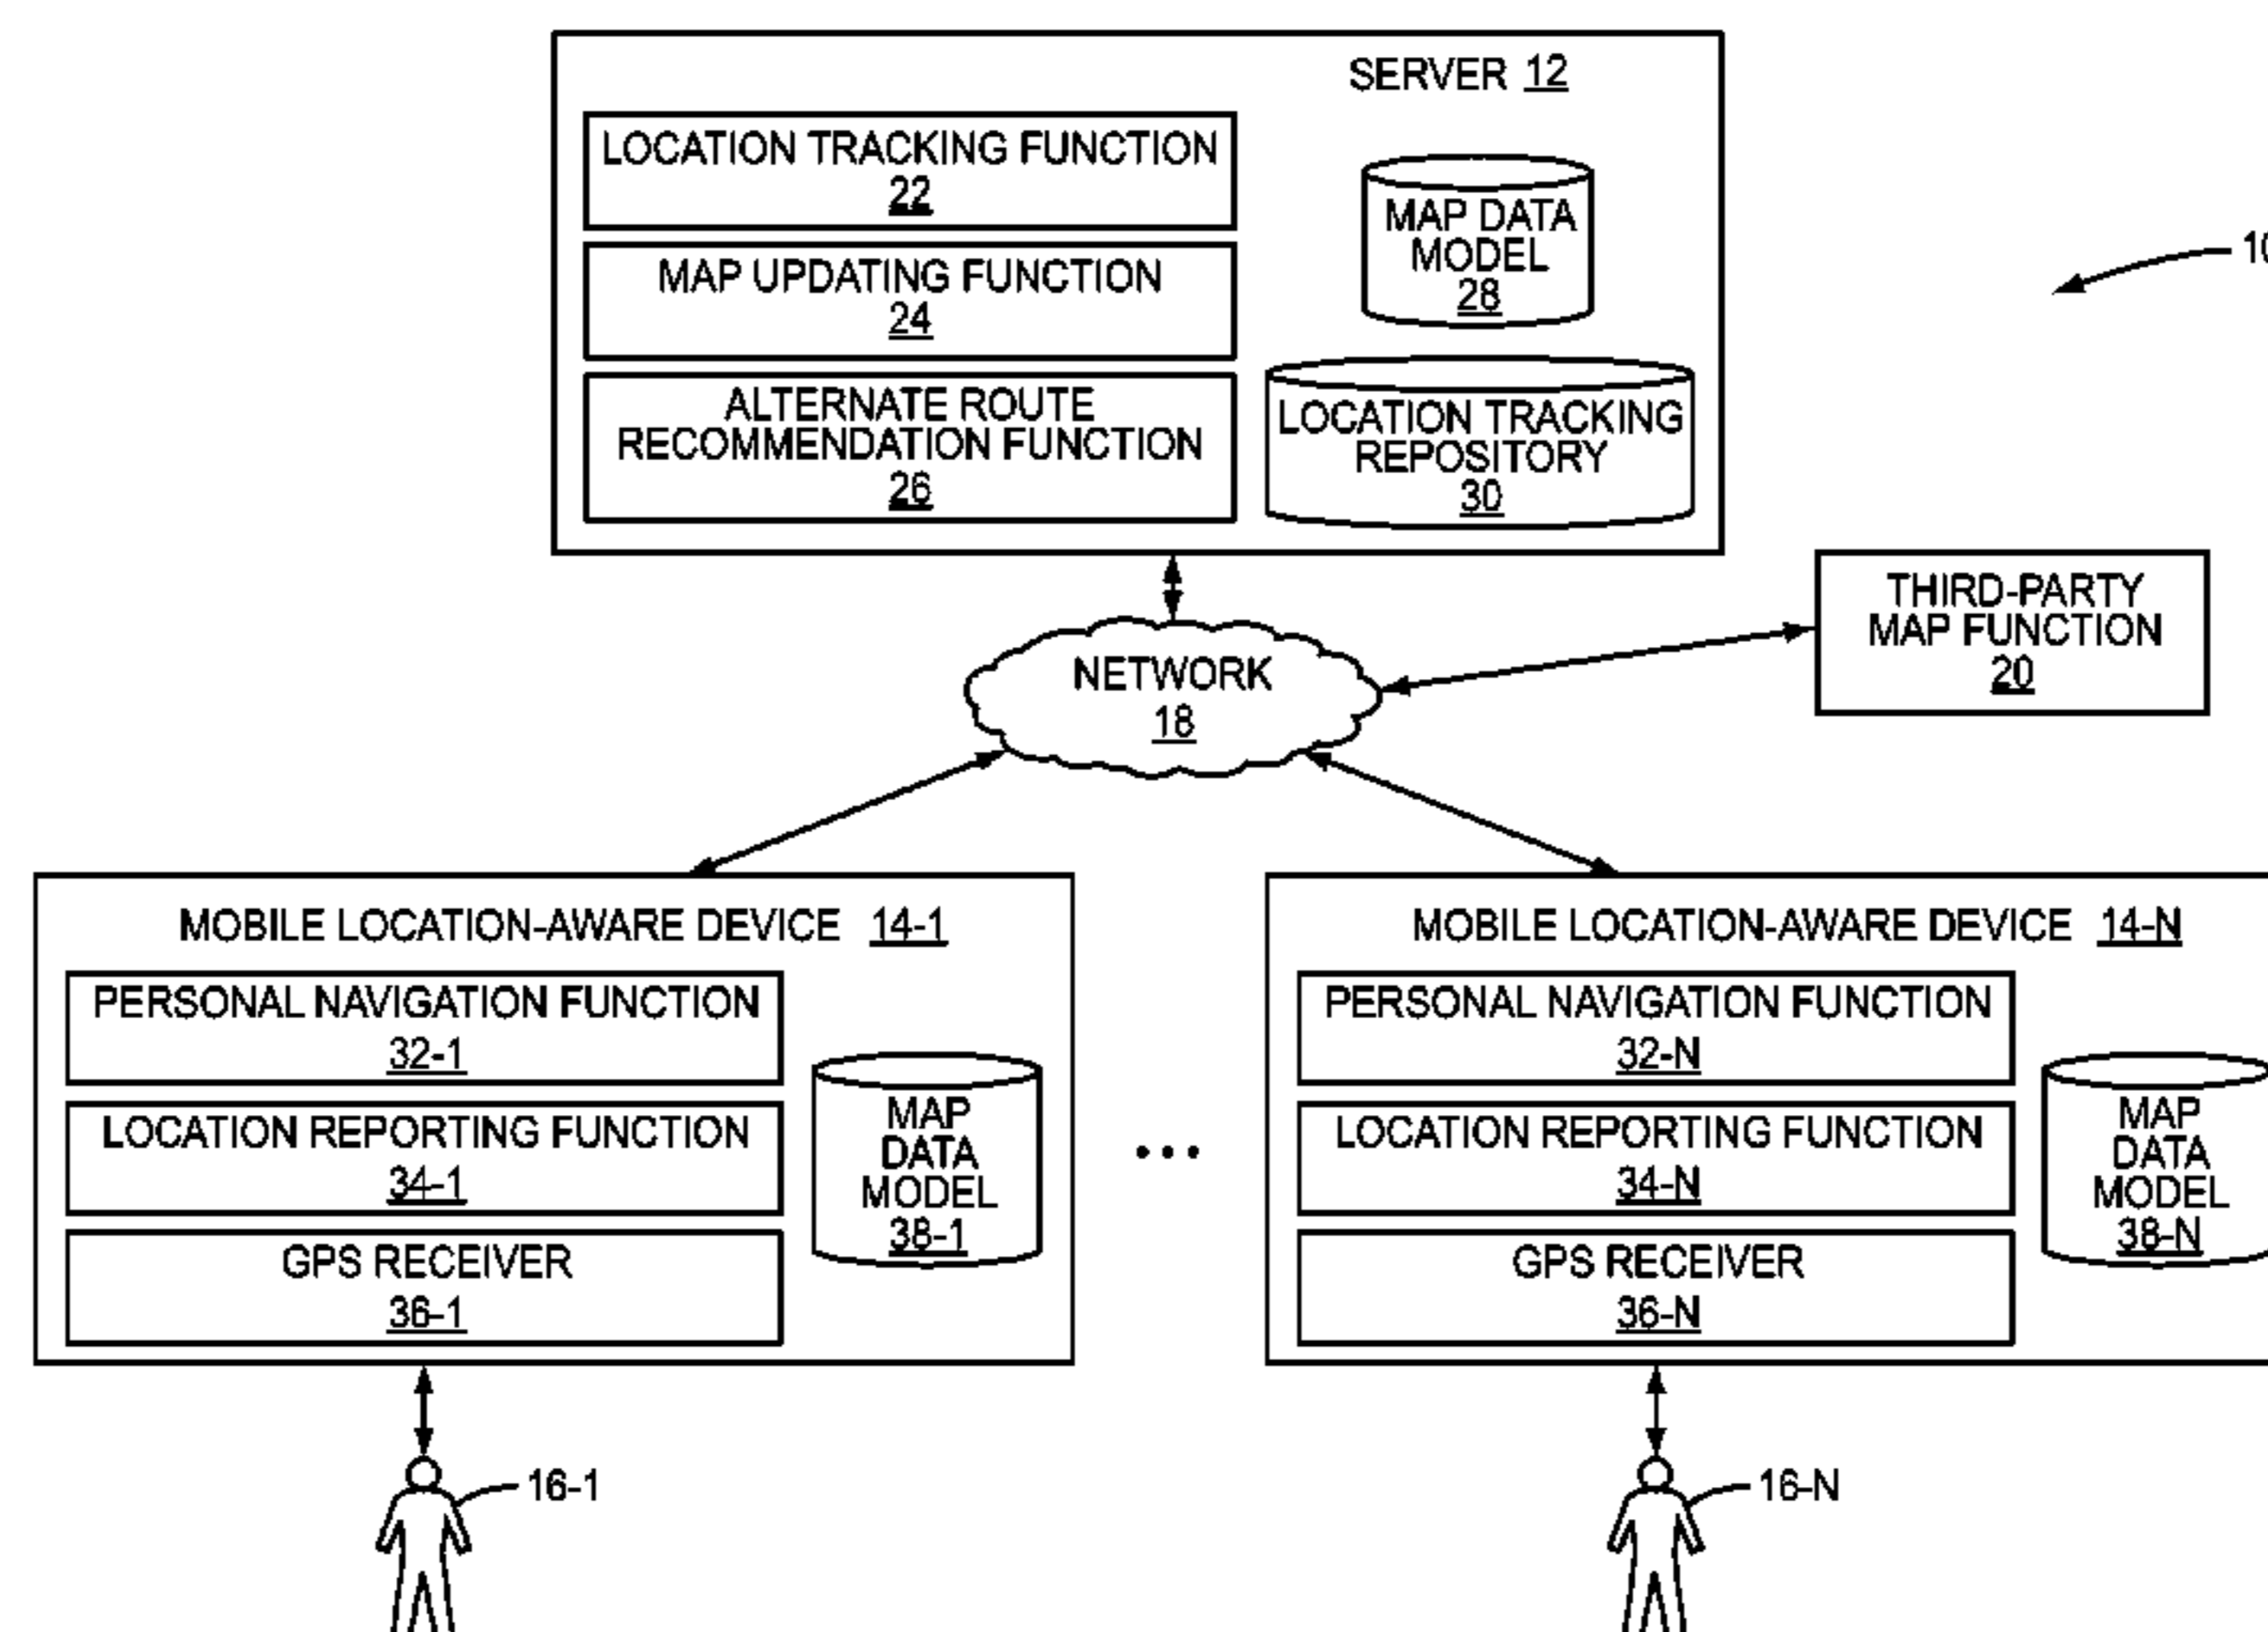 SERVER 12
LOCATION TRACKING FUNCTION
22
MAP UPDATING FUNCTION
24
ALTERNATE ROUTE
RECOMMENDATION FUNCTION
26
MAP DATA
MODEL
28
LOCATION TRACKING
REPOSITORY
30
10
THIRD-PARTY
MAP FUNCTION
20
NETWORK
18
MOBILE LOCATION-AWARE DEVICE 14-1
PERSONAL NAVIGATION FUNCTION
32-1
LOCATION REPORTING FUNCTION
34-1
GPS RECEIVER
36-1
MAP
DATA
MODEL
38-1
• • •
MOBILE LOCATION-AWARE DEVICE 14-N
PERSONAL NAVIGATION FUNCTION
32-N
LOCATION REPORTING FUNCTION
34-N
GPS RECEIVER
36-N
MAP
DATA
MODEL
38-N
16-1
16-N